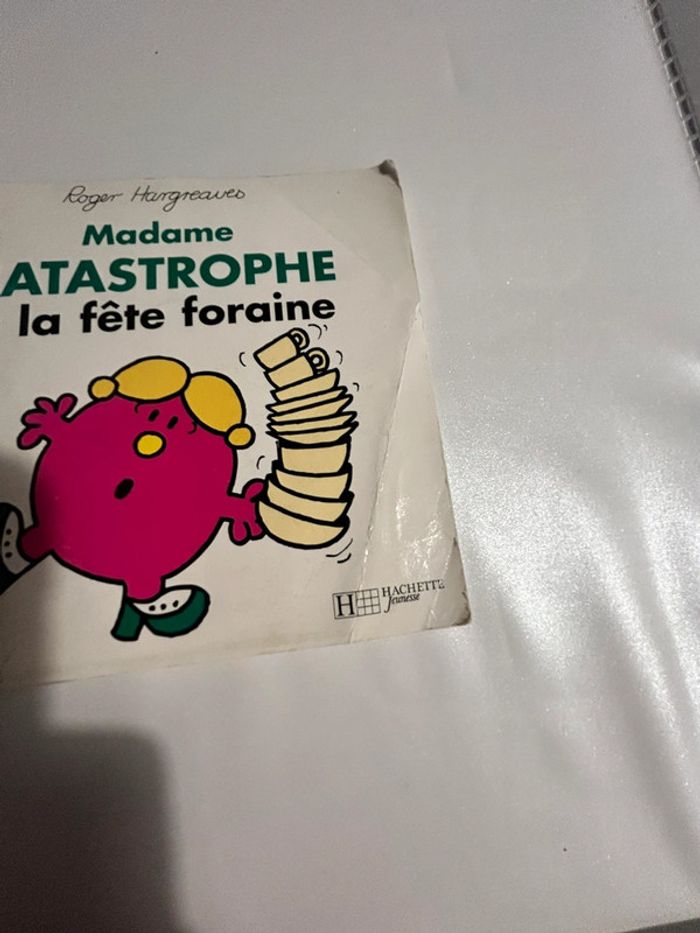 Roger Hargreaves
Madame
ATASTROPHE
la fête foraine
H HACHETTE
Jeunesse